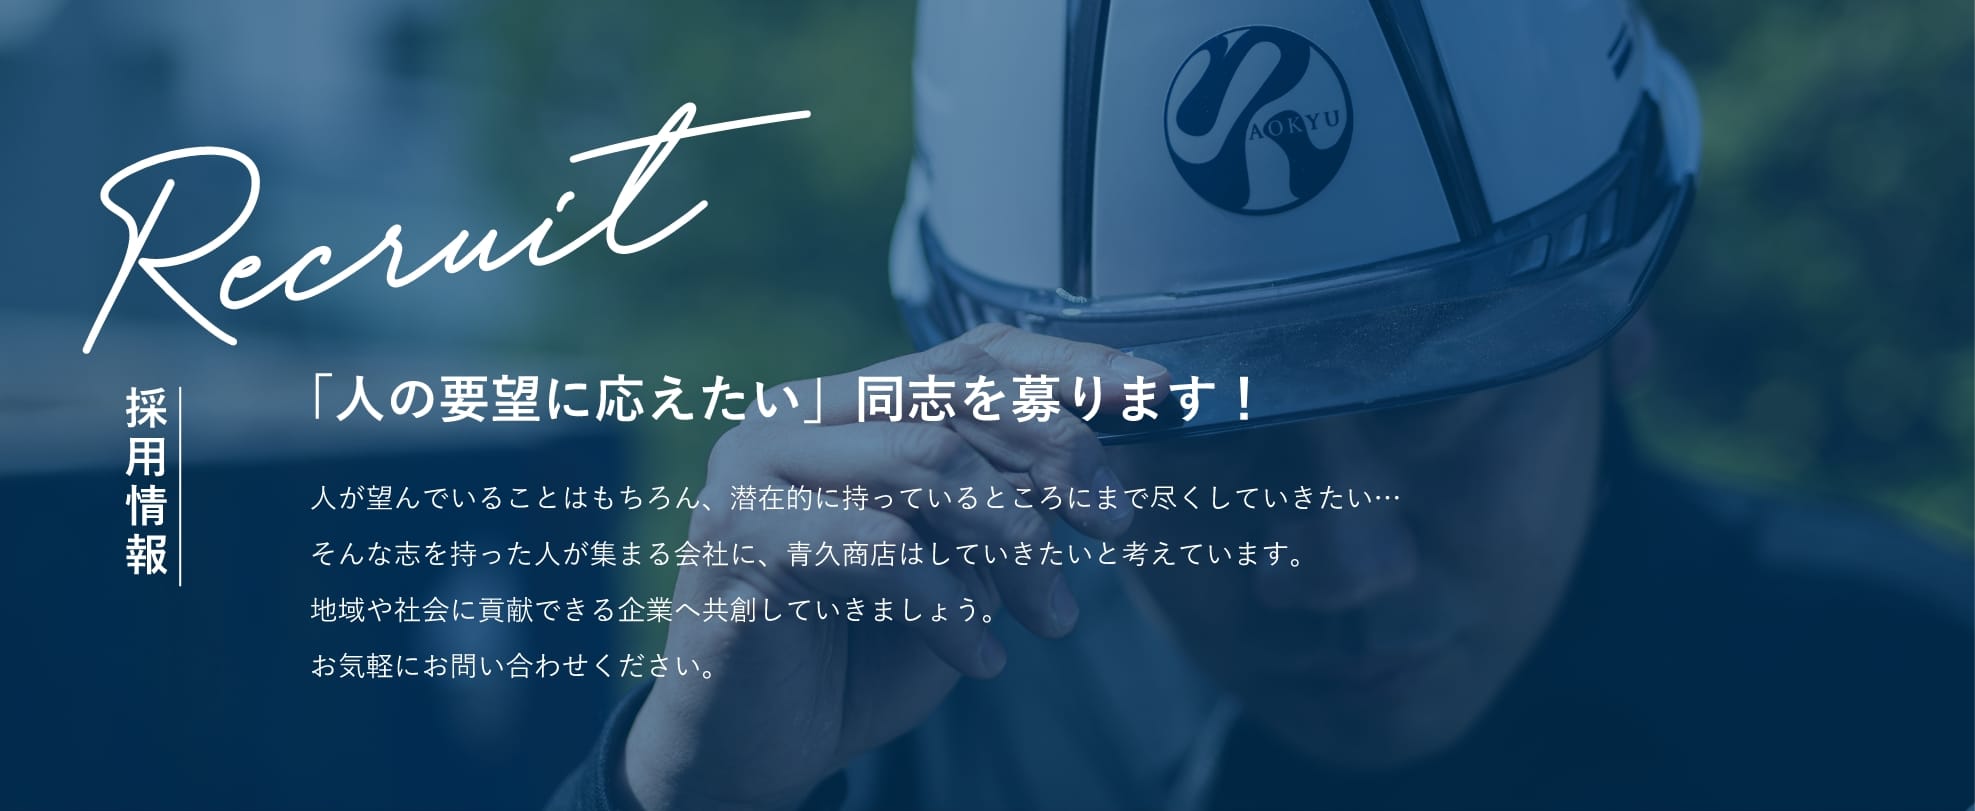 AOKYU
Recruit
採用情報
「人の要望に応えたい」同志を募ります！
人が望んでいることはもちろん、潜在的に持っているところにまで尽くしていきたい…
そんな志を持った人が集まる会社に、青久商店はしていきたいと考えています。
地域や社会に貢献できる企業へ共創していきましょう。
お気軽にお問い合わせください。